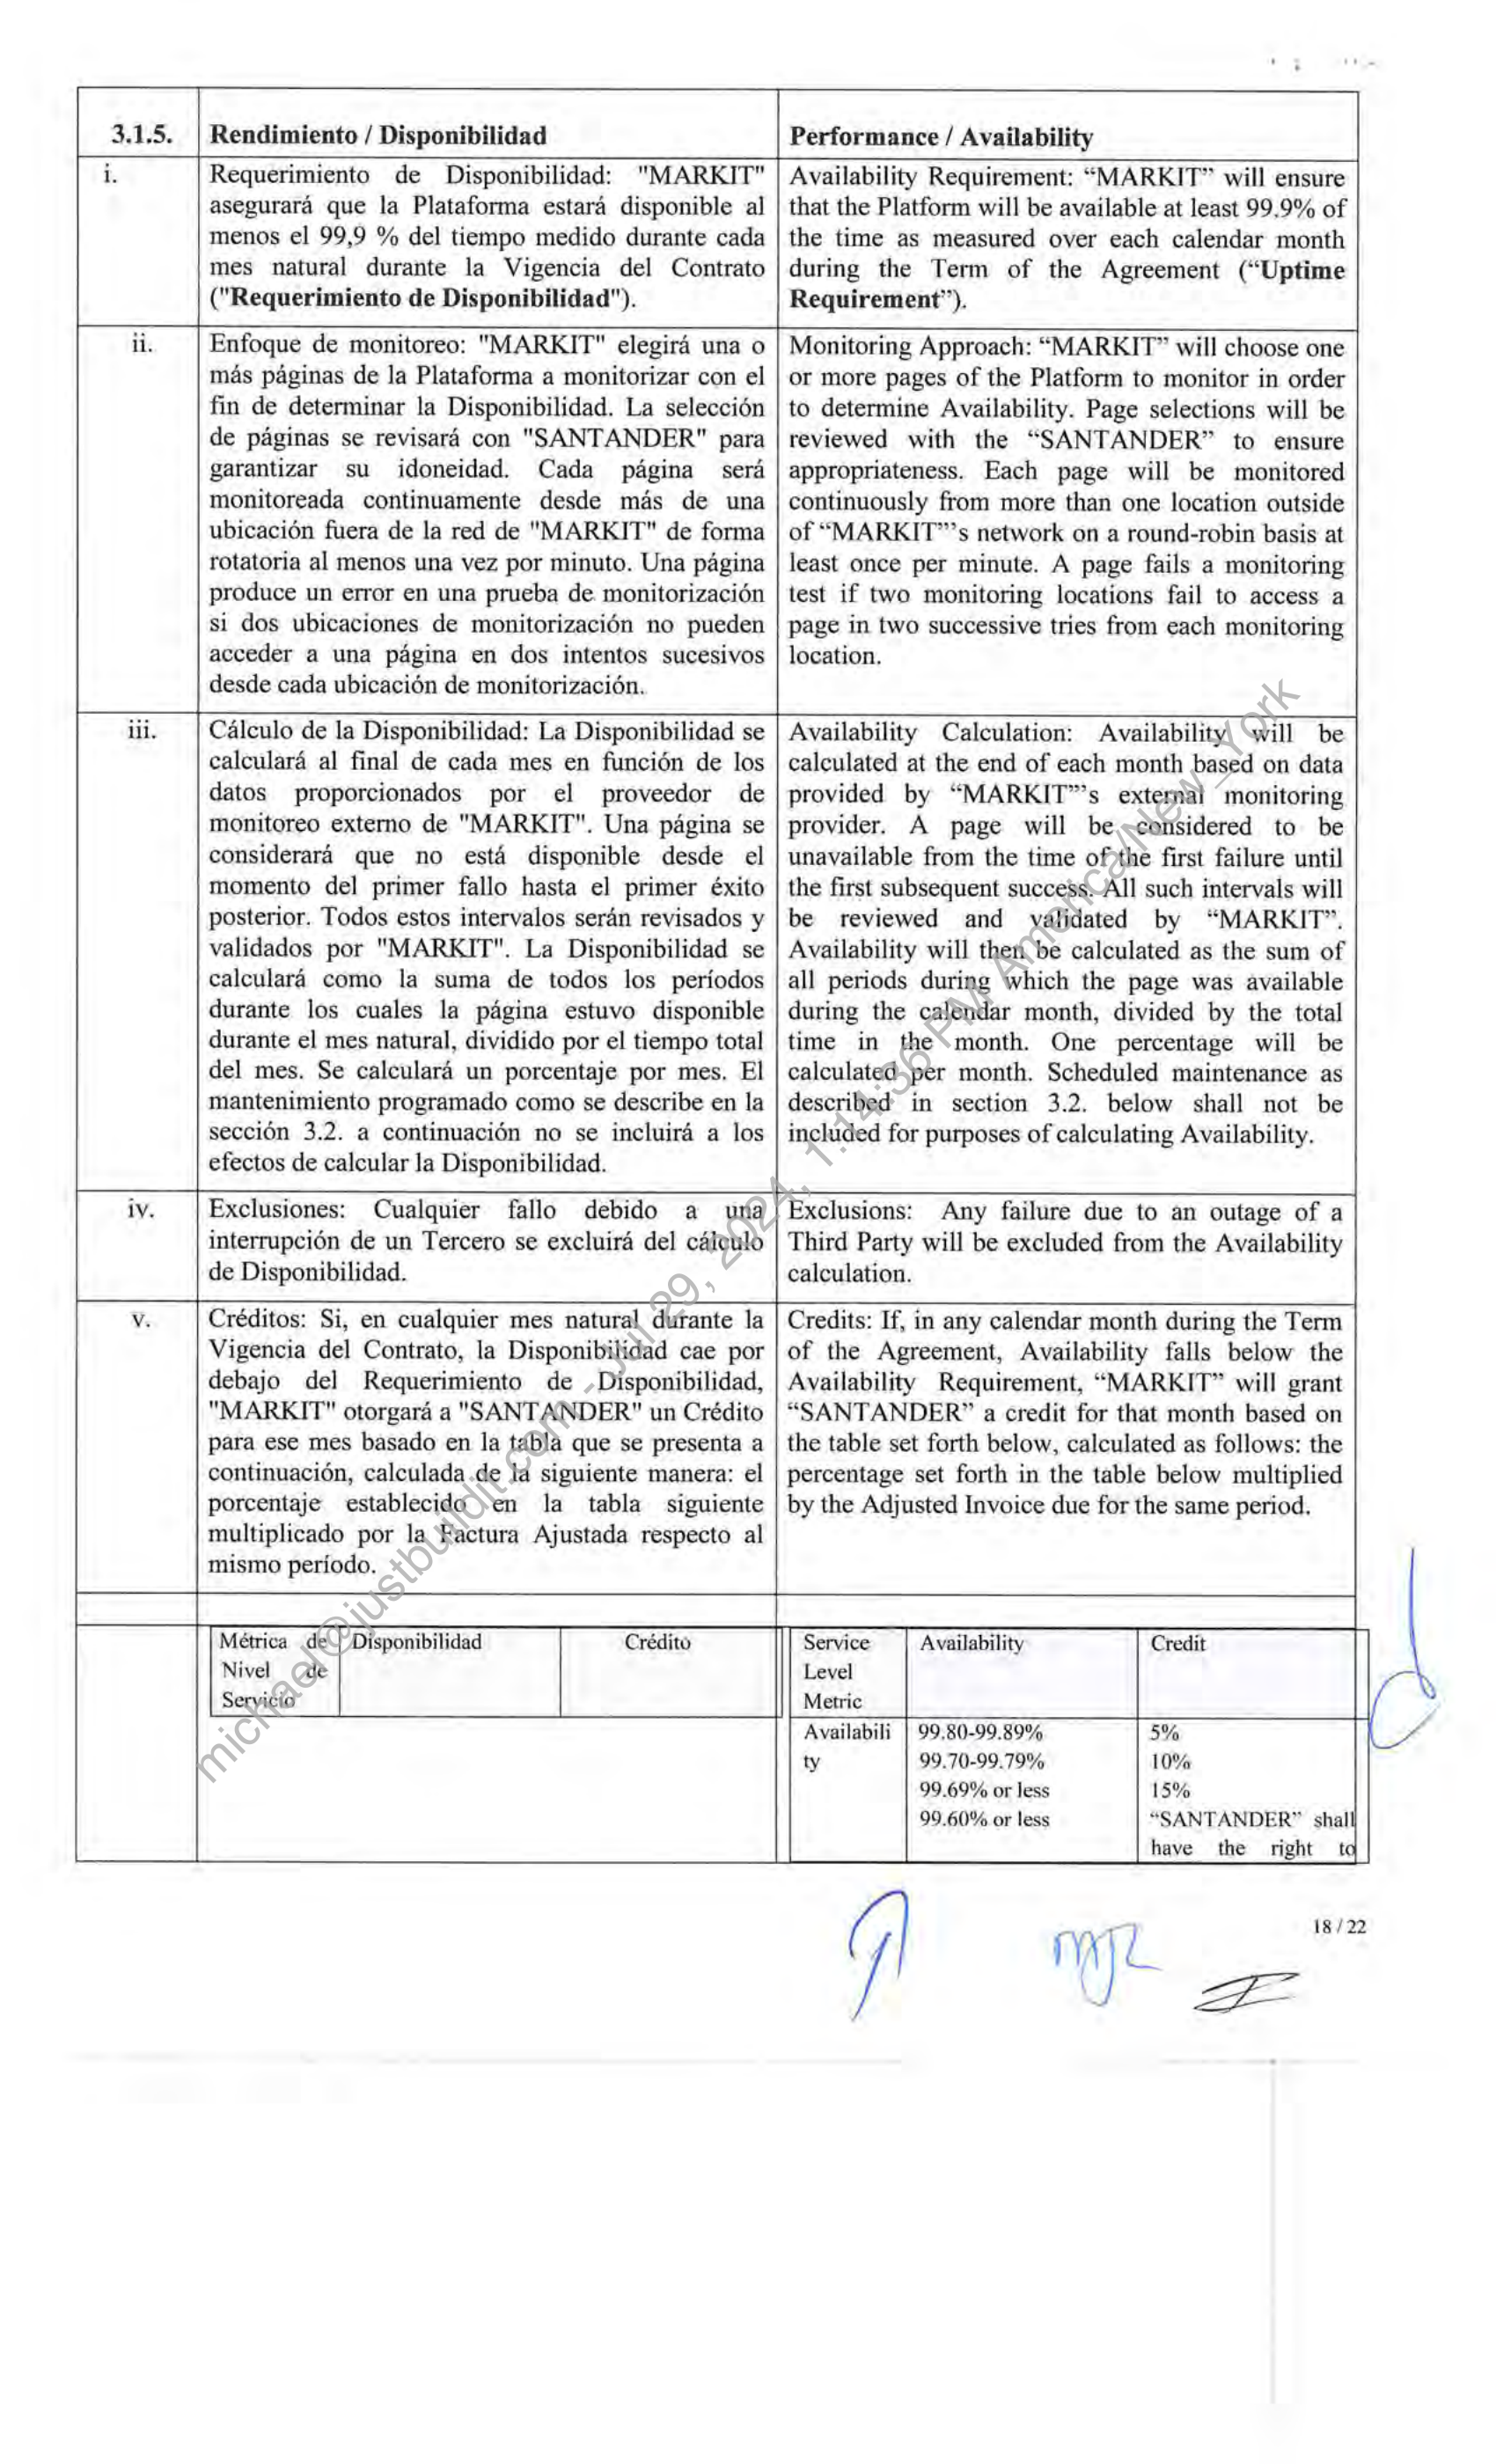 3.1.5.
Rendimiento / Disponibilidad
Performance / Availability
i.
Requerimiento de Disponibilidad: "MARKIT"
asegurará que la Plataforma estará disponible al
menos el 99,9 % del tiempo medido durante cada
mes natural durante la Vigencia del Contrato
("Requerimiento de Disponibilidad").
Availability Requirement: “MARKIT” will ensure
that the Platform will be available at least 99.9% of
the time as measured over each calendar month
during the Term of the Agreement (“Uptime
Requirement”).
ii.
Enfoque de monitoreo: "MARKIT" elegirá una o
más páginas de la Plataforma a monitorizar con el
fin de determinar la Disponibilidad. La selección
de páginas se revisará con "SANTANDER" para
garantizar su idoneidad. Cada página será
monitoreada continuamente desde más de una
ubicación fuera de la red de "MARKIT" de forma
rotatoria al menos una vez por minuto. Una página
produce un error en una prueba de monitorización
si dos ubicaciones de monitorización no pueden
acceder a una página en dos intentos sucesivos
desde cada ubicación de monitorización.
Monitoring Approach: “MARKIT” will choose one
or more pages of the Platform to monitor in order
to determine Availability. Page selections will be
reviewed with the “SANTANDER” to ensure
appropriateness. Each page will be monitored
continuously from more than one location outside
of “MARKIT”’s network on a round-robin basis at
least once per minute. A page fails a monitoring
test if two monitoring locations fail to access a
page in two successive tries from each monitoring
location.
iii.
Cálculo de la Disponibilidad: La Disponibilidad se
calculará al final de cada mes en función de los
datos proporcionados por el proveedor de
monitoreo externo de "MARKIT". Una página se
considerará que no está disponible desde el
momento del primer fallo hasta el primer éxito
posterior. Todos estos intervalos serán revisados y
validados por "MARKIT". La Disponibilidad se
calculará como la suma de todos los períodos
durante los cuales la página estuvo disponible
durante el mes natural, dividido por el tiempo total
del mes. Se calculará un porcentaje por mes. El
mantenimiento programado como se describe en la
sección 3.2. a continuación no se incluirá a los
efectos de calcular la Disponibilidad.
Availability Calculation: Availability will be
calculated at the end of each month based on data
provided by “MARKIT”’s external monitoring
provider. A page will be considered to be
unavailable from the time of the first failure until
the first subsequent success. All such intervals will
be reviewed and validated by “MARKIT”.
Availability will then be calculated as the sum of
all periods during which the page was available
during the calendar month, divided by the total
time in the month. One percentage will be
calculated per month. Scheduled maintenance as
described in section 3.2. below shall not be
included for purposes of calculating Availability.
iv.
Exclusiones: Cualquier fallo debido a una
interrupción de un Tercero se excluirá del cálculo
de Disponibilidad.
Exclusions: Any failure due to an outage of a
Third Party will be excluded from the Availability
calculation.
v.
Créditos: Si, en cualquier mes natural durante la
Vigencia del Contrato, la Disponibilidad cae por
debajo del Requerimiento de Disponibilidad,
"MARKIT" otorgará a "SANTANDER" un Crédito
para ese mes basado en la tabla que se presenta a
continuación, calculada de la siguiente manera: el
porcentaje establecido en la tabla siguiente
multiplicado por la Factura Ajustada respecto al
mismo período.
Credits: If, in any calendar month during the Term
of the Agreement, Availability falls below the
Availability Requirement, “MARKIT” will grant
“SANTANDER” a credit for that month based on
the table set forth below, calculated as follows: the
percentage set forth in the table below multiplied
by the Adjusted Invoice due for the same period.
Métrica de
Nivel de
Servicio
Disponibilidad
Crédito
Service
Level
Metric
Availability
Credit
Availabili
ty
99.80-99.89%
5%
99.70-99.79%
10%
99.69% or less
15%
99.60% or less
“SANTANDER” shall
have the right to
18 / 22
michael@justbuildit.com - Jul 29, 2024, 1:14:36 PM America/New_York